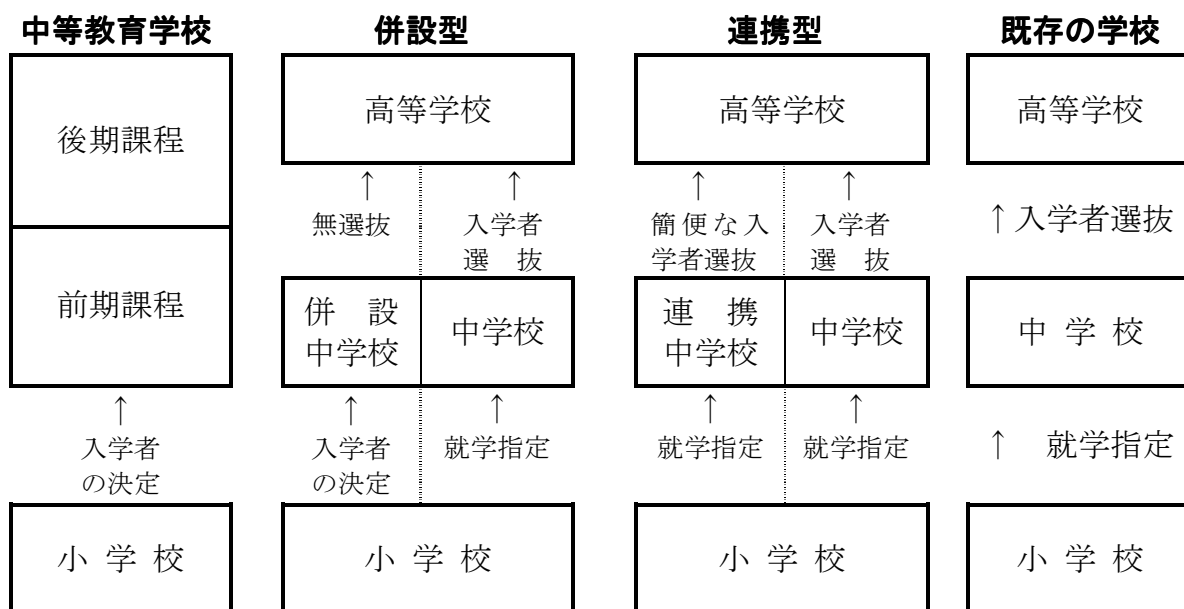 中等教育学校
後期課程
前期課程
↑
入学者
の決定
小 学 校
併設型
高等学校
↑ ↑
無選抜 入学者
選 抜
併 設
中学校
中学校
↑ ↑
入学者
の決定
就学指定
小 学 校
連携型
高等学校
↑ ↑
簡便な入
学者選抜
入学者
選 抜
連 携
中学校
中学校
↑ ↑
就学指定 就学指定
小 学 校
既存の学校
高等学校
↑入学者選抜
中 学 校
↑ 就学指定
小 学 校